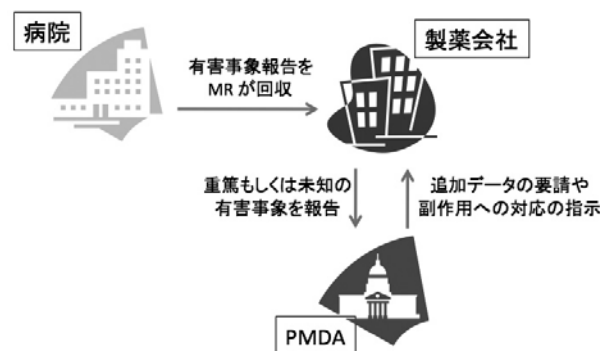 病院
製薬会社
有害事象報告を
MR が回収
重篤もしくは未知の
有害事象を報告
追加データの要請や
副作用への対応の指示
PMDA